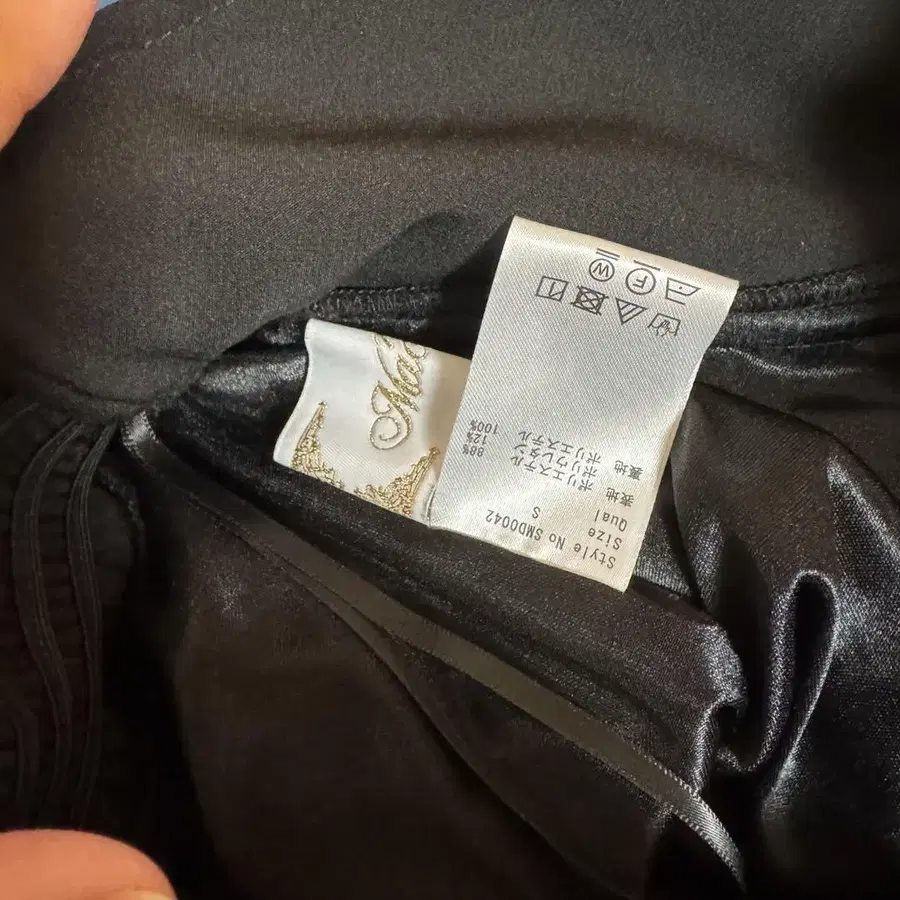 Mad
Style No SMD0042
Size S
Qual
表地 ポリエステル 88%
ポリウレタン 12%
裏地 ポリエステル 100%
F
W